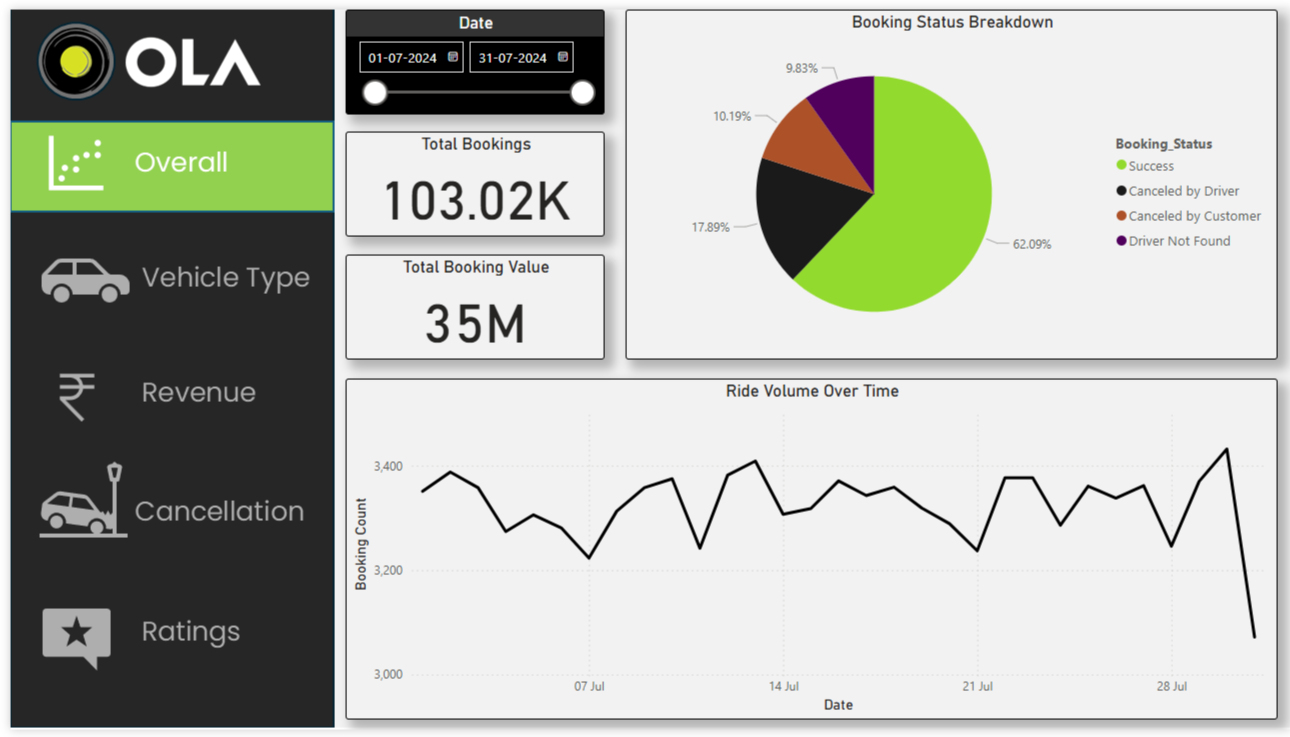 OLA
Overall
Vehicle Type
₹
Revenue
Cancellation
Ratings
Date
01-07-2024
31-07-2024
Total Bookings
103.02K
Total Booking Value
35M
Booking Status Breakdown
9.83%
10.19%
17.89%
62.09%
Booking_Status
Success
Canceled by Driver
Canceled by Customer
Driver Not Found
Ride Volume Over Time
Booking Count
3,400
3,200
3,000
07 Jul
14 Jul
21 Jul
28 Jul
Date